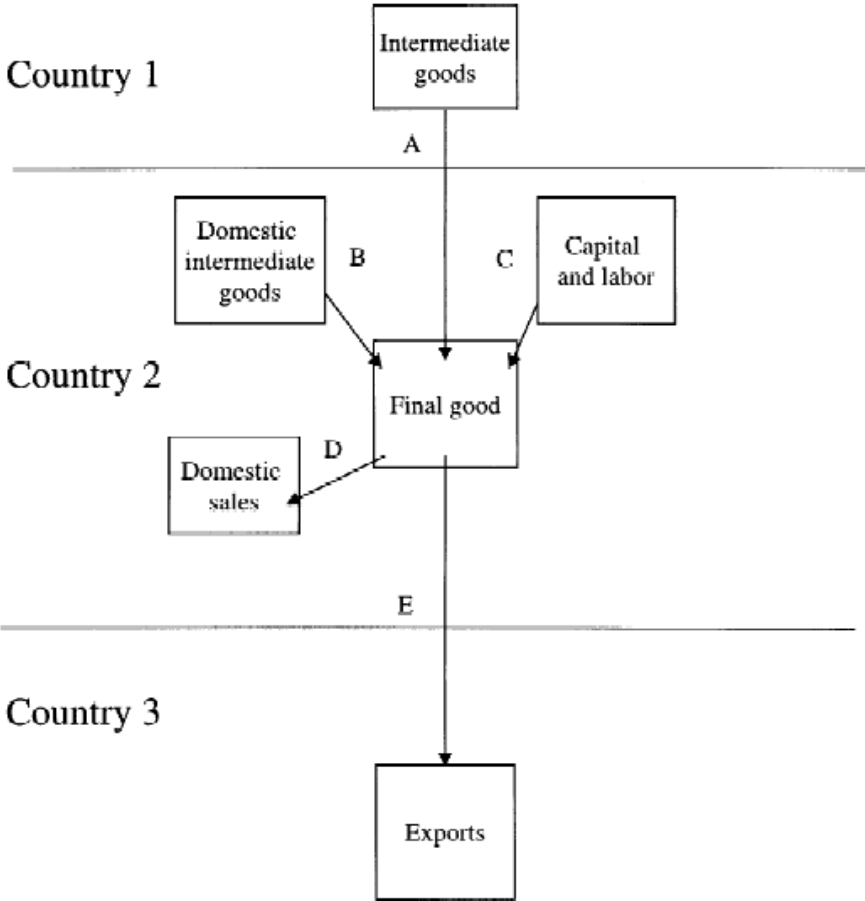 Intermediate
goods
Country 1
A
Domestic
intermediate
goods
B
C
Capital
and labor
Country 2
Final good
D
Domestic
sales
E
Country 3
Exports